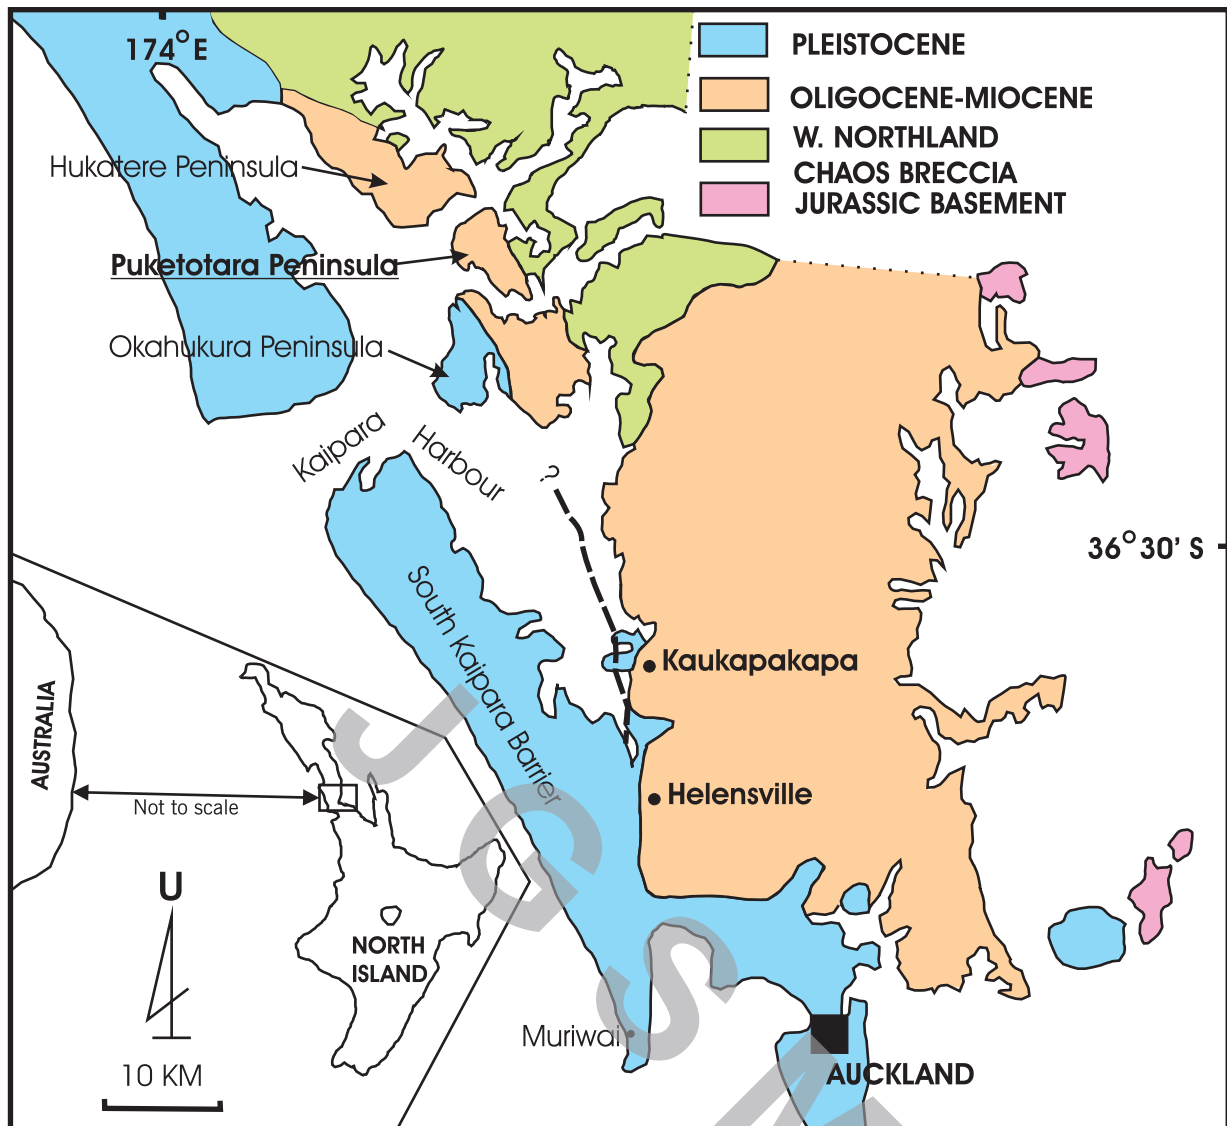 174°E
PLEISTOCENE
OLIGOCENE-MIOCENE
W. NORTHLAND
CHAOS BRECCIA
JURASSIC BASEMENT
Hukatere Peninsula
Puketotara Peninsula
Okahukura Peninsula
Kaipara
Harbour
?
36°30' S
South Kaipara Barrier
Kaukapakapa
AUSTRALIA
Not to scale
Helensville
U
NORTH
ISLAND
Muriwai
10 KM
AUCKLAND
JGSM